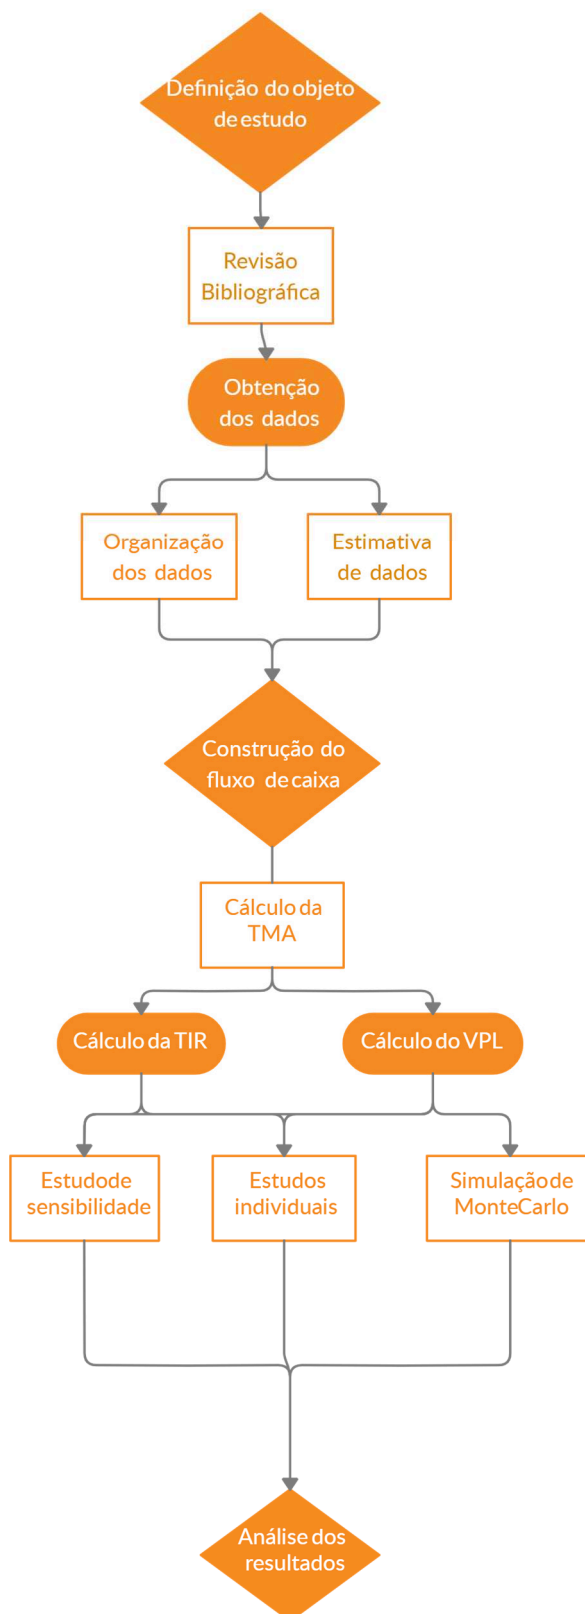 Definição do objeto
de estudo
Revisão
Bibliográfica
Obtenção
dos dados
Organização
dos dados
Estimativa
de dados
Construção do
fluxo de caixa
Cálculo da
TMA
Cálculo da TIR
Cálculo do VPL
Estudo de
sensibilidade
Estudos
individuais
Simulação de
Monte Carlo
Análise dos
resultados